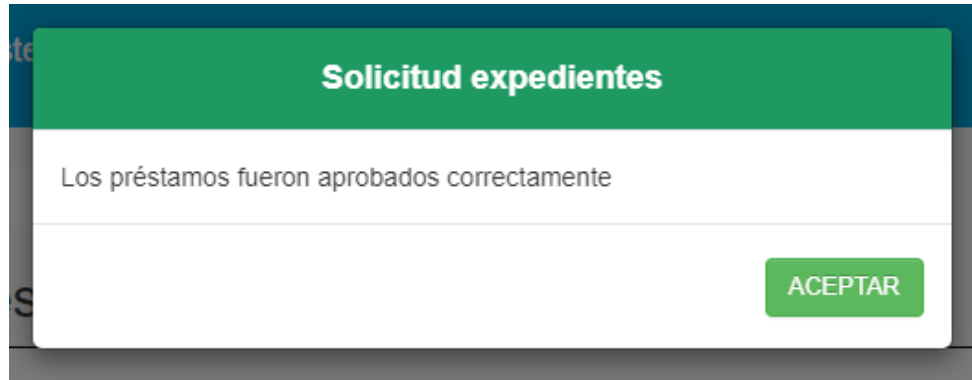 Solicitud expedientes
Los préstamos fueron aprobados correctamente
ACEPTAR